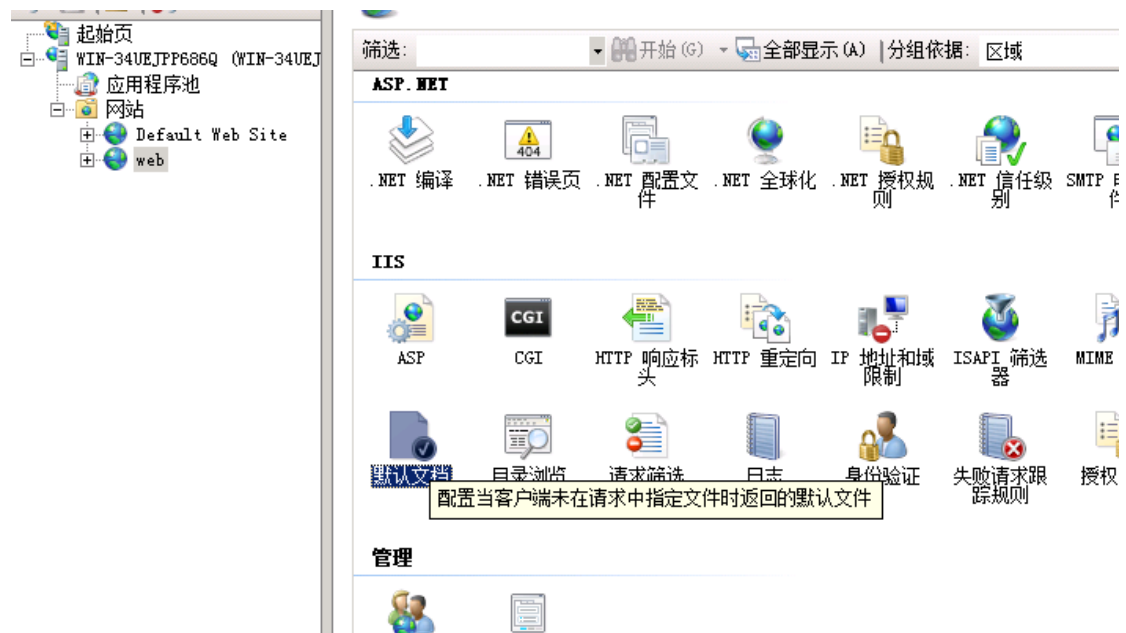 起始页
WIN-34UEJPP686Q (WIN-34UEJ
应用程序池
网站
Default Web Site
web
筛选: 开始(G) 全部显示(A) 分组依据: 区域
ASP.NET
.NET 编译 .NET 错误页 .NET 配置文 .NET 全球化 .NET 授权规 .NET 信任级 SMTP
404
件 则 别
IIS
CGI
ASP CGI HTTP 响应标 HTTP 重定向 IP 地址和域 ISAPI 筛选 MIME
头 限制 器
默认文档 目录浏览 请求筛选 日志 身份验证 失败请求跟 授权
踪规则
配置当客户端未在请求中指定文件时返回的默认文件
管理